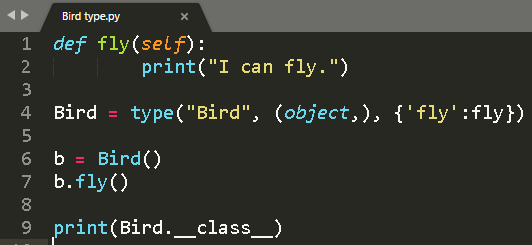 Bird type.py
1 def fly(self):
2         print("I can fly.")
3
4 Bird = type("Bird", (object,), {'fly':fly})
5
6 b = Bird()
7 b.fly()
8
9 print(Bird.__class__)